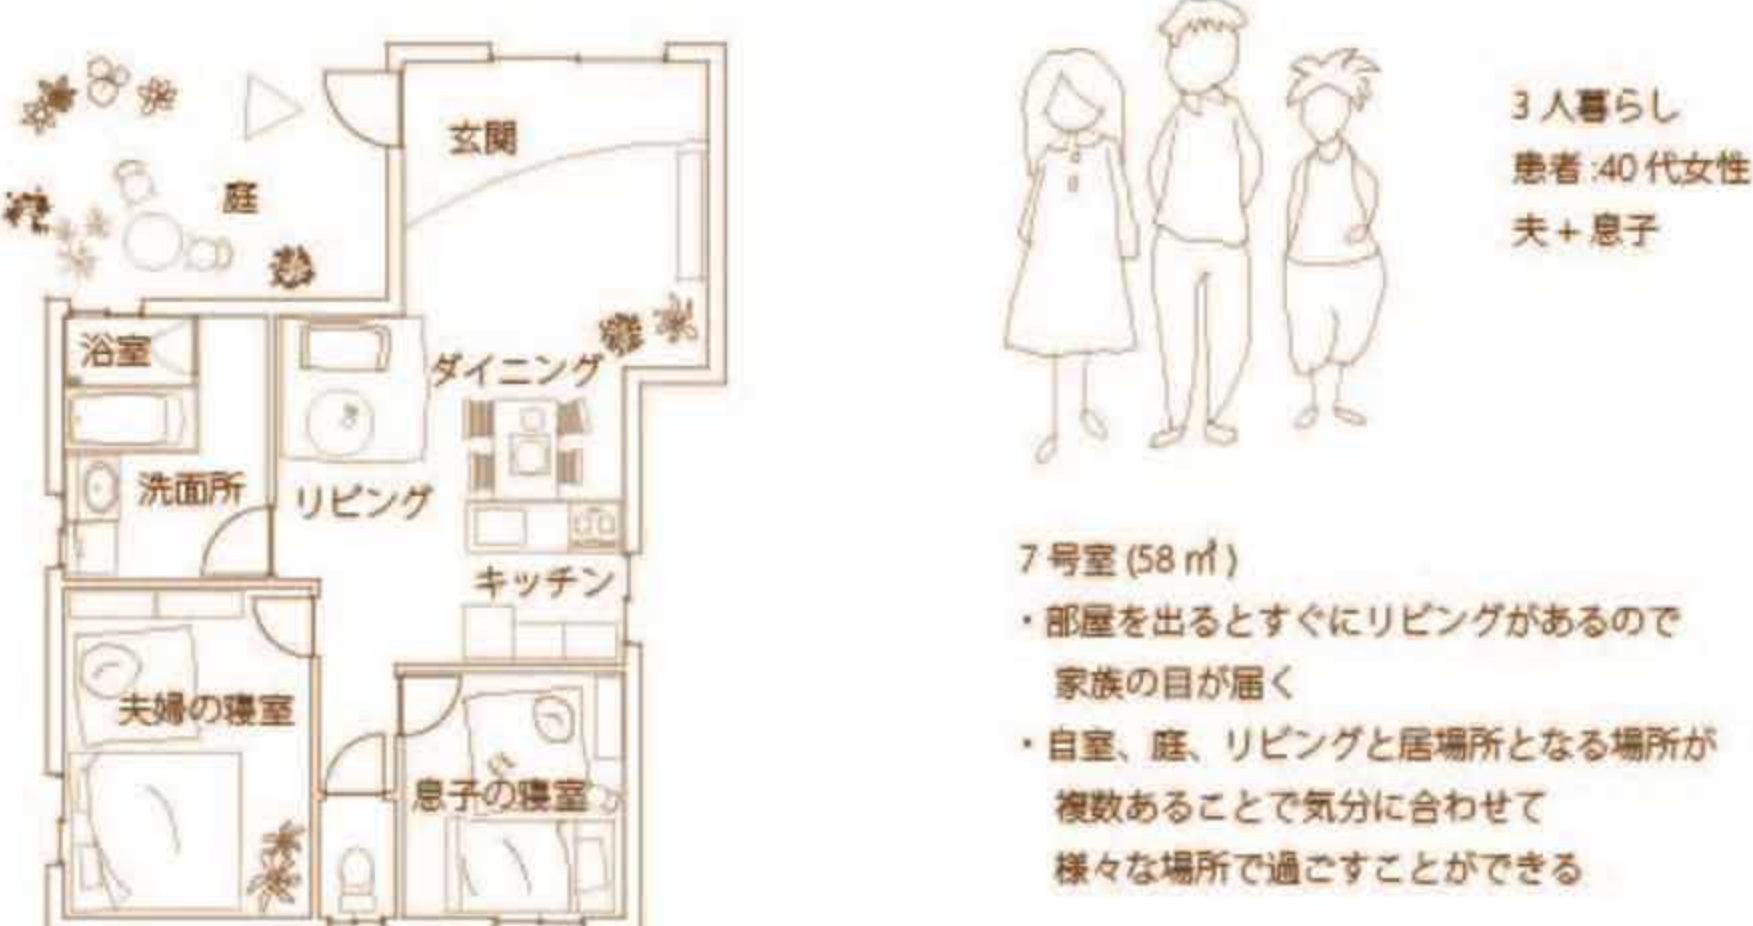 玄関
庭
浴室
ダイニング
洗面所
リビング
キッチン
夫婦の寝室
息子の寝室
3人暮らし
患者:40代女性
夫+息子
7号室(58㎡)
・部屋を出るとすぐにリビングがあるので
家族の目が届く
・自室、庭、リビングと居場所となる場所が
複数あることで気分に合わせて
様々な場所で過ごすことができる